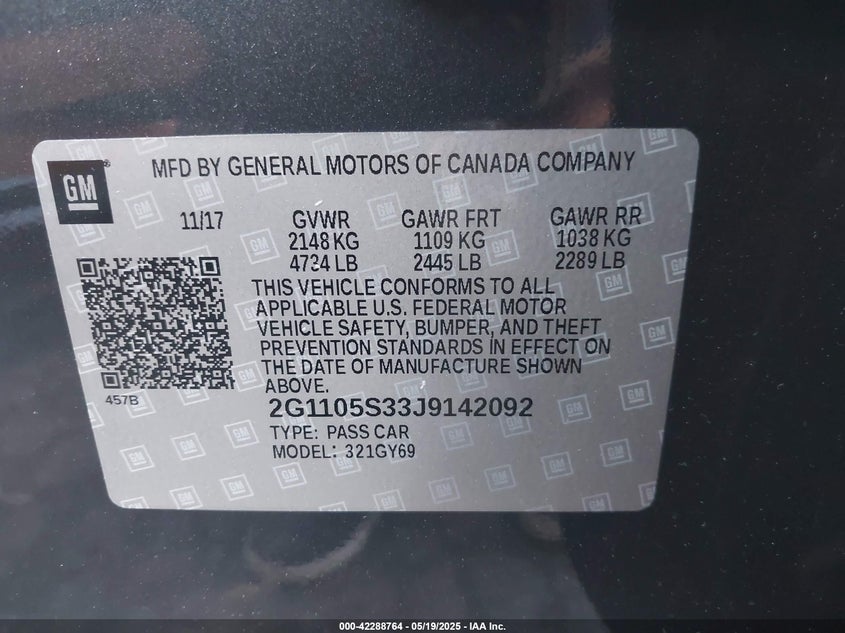 GM
MFD BY GENERAL MOTORS OF CANADA COMPANY
11/17 GVWR GAWR FRT GAWR RR
2148 KG 1109 KG 1038 KG
4734 LB 2445 LB 2289 LB
THIS VEHICLE CONFORMS TO ALL
APPLICABLE U.S. FEDERAL MOTOR
VEHICLE SAFETY, BUMPER, AND THEFT
PREVENTION STANDARDS IN EFFECT ON
THE DATE OF MANUFACTURE SHOWN
ABOVE.
457B
2G1105S33J9142092
TYPE: PASS CAR
MODEL: 321GY69
000-42288764 - 05/19/2025 - IAA Inc.